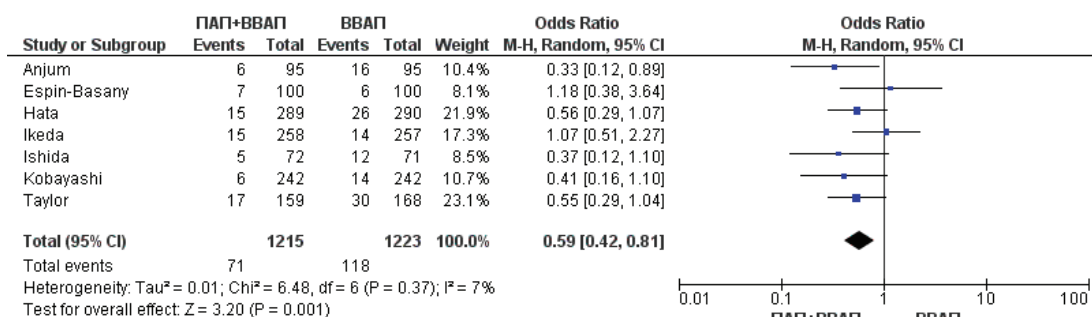 ПАП+ВВАП ВВАП Odds Ratio Odds Ratio
Study or Subgroup Events Total Events Total Weight M-H, Random, 95% CI M-H, Random, 95% CI
Anjum 6 95 16 95 10.4% 0.33 [0.12, 0.89]
Espin-Basany 7 100 6 100 8.1% 1.18 [0.38, 3.64]
Hata 15 289 26 290 21.9% 0.56 [0.29, 1.07]
Ikeda 15 258 14 257 17.3% 1.07 [0.51, 2.27]
Ishida 5 72 12 71 8.5% 0.37 [0.12, 1.10]
Kobayashi 6 242 14 242 10.7% 0.41 [0.16, 1.10]
Taylor 17 159 30 168 23.1% 0.55 [0.29, 1.04]
Total (95% CI) 1215 1223 100.0% 0.59 [0.42, 0.81]
Total events 71 118
Heterogeneity: Tau² = 0.01; Chi² = 6.48, df = 6 (P = 0.37); I² = 7%
Test for overall effect: Z = 3.20 (P = 0.001)
0.01 0.1 1 10 100
ПАП+ВВАП ВВАП